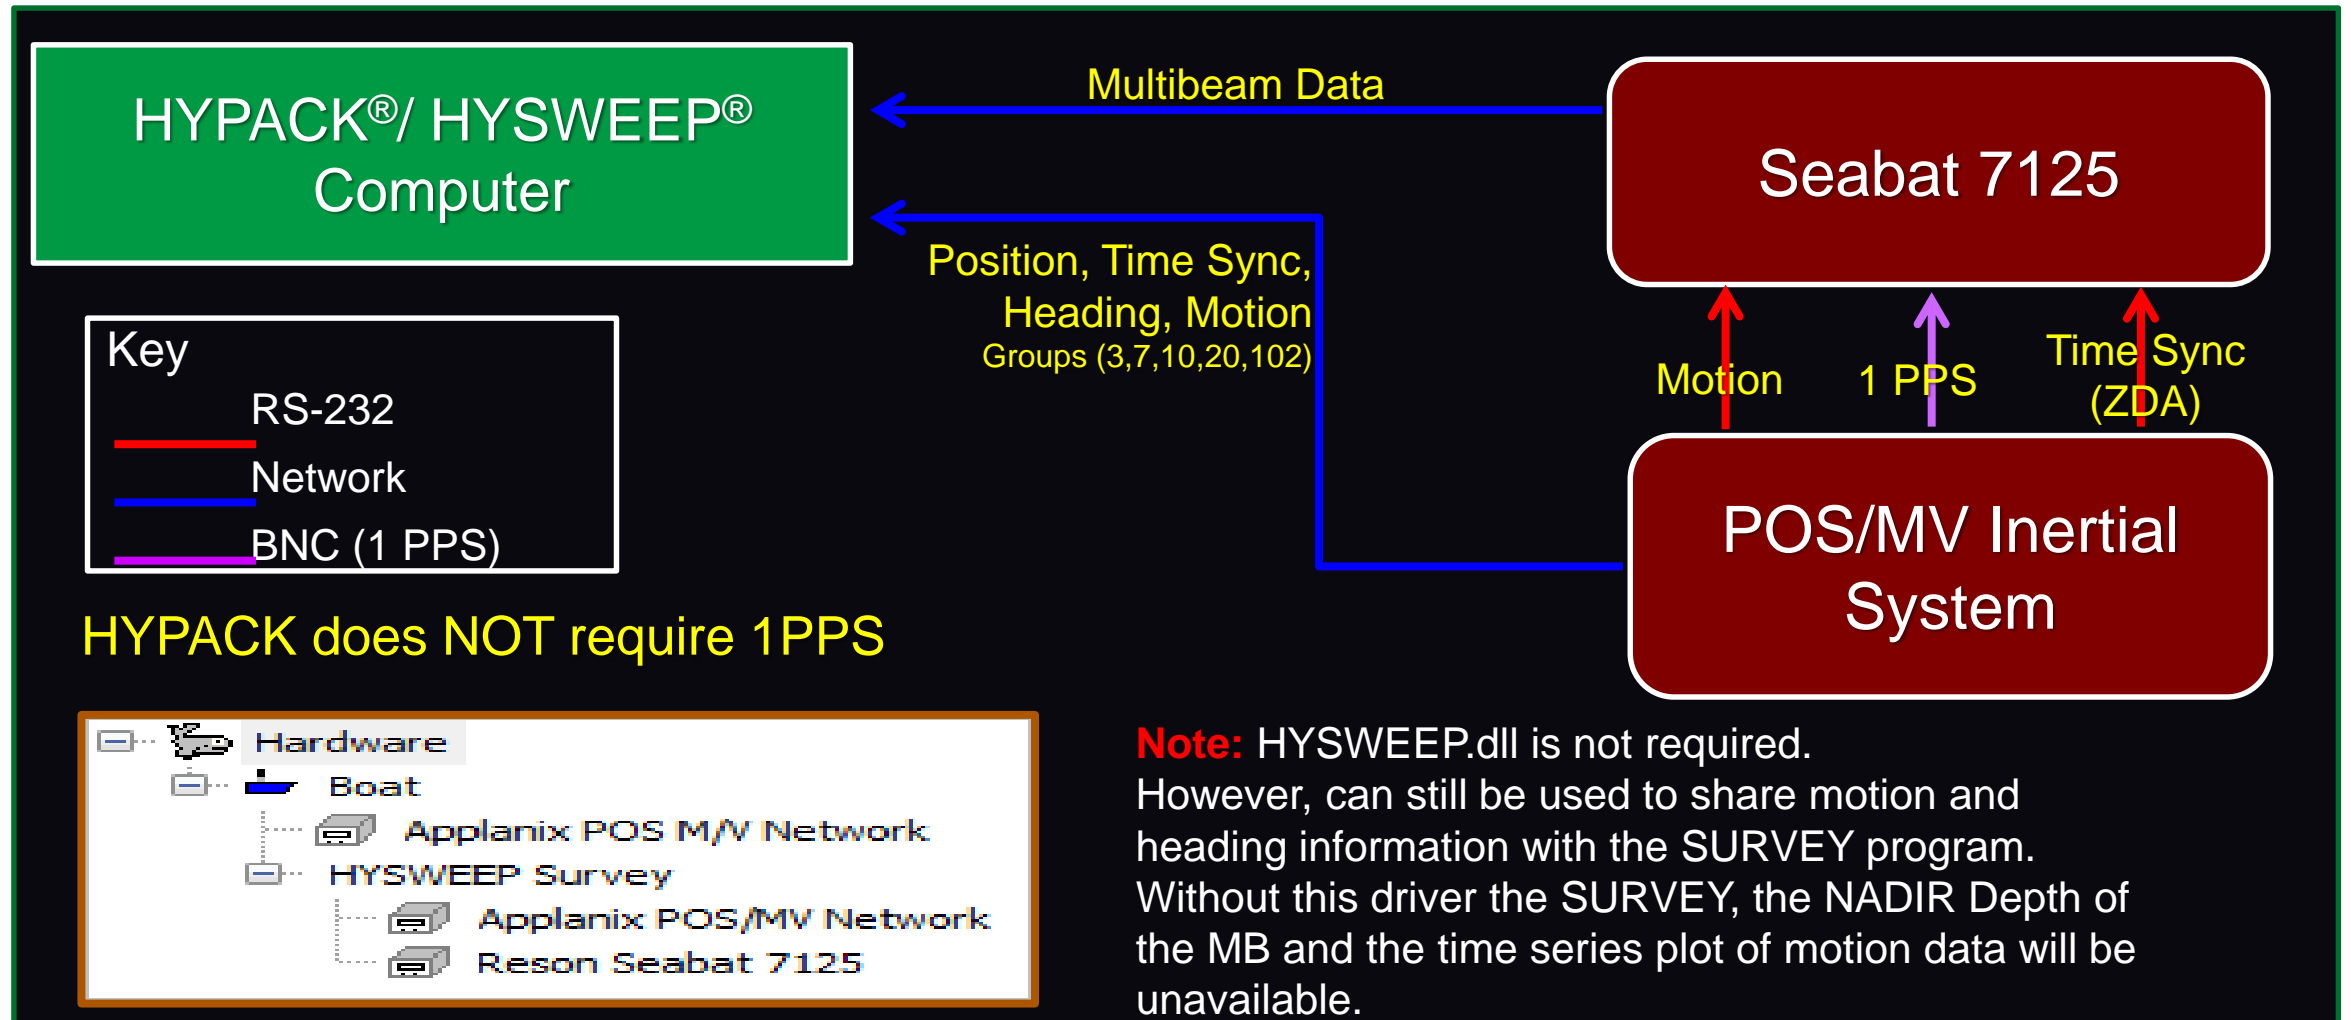 HYPACK®/ HYSWEEP®
Computer
Multibeam Data
Seabat 7125
Position, Time Sync,
Heading, Motion
Groups (3,7,10,20,102)
Motion
1 PPS
Time Sync
(ZDA)
Key
RS-232
Network
BNC (1 PPS)
POS/MV Inertial
System
HYPACK does NOT require 1PPS
Hardware
Boat
Applanix POS M/V Network
HYSWEEP Survey
Applanix POS/MV Network
Reson Seabat 7125
Note: HYSWEEP.dll is not required.
However, can still be used to share motion and
heading information with the SURVEY program.
Without this driver the SURVEY, the NADIR Depth of
the MB and the time series plot of motion data will be
unavailable.